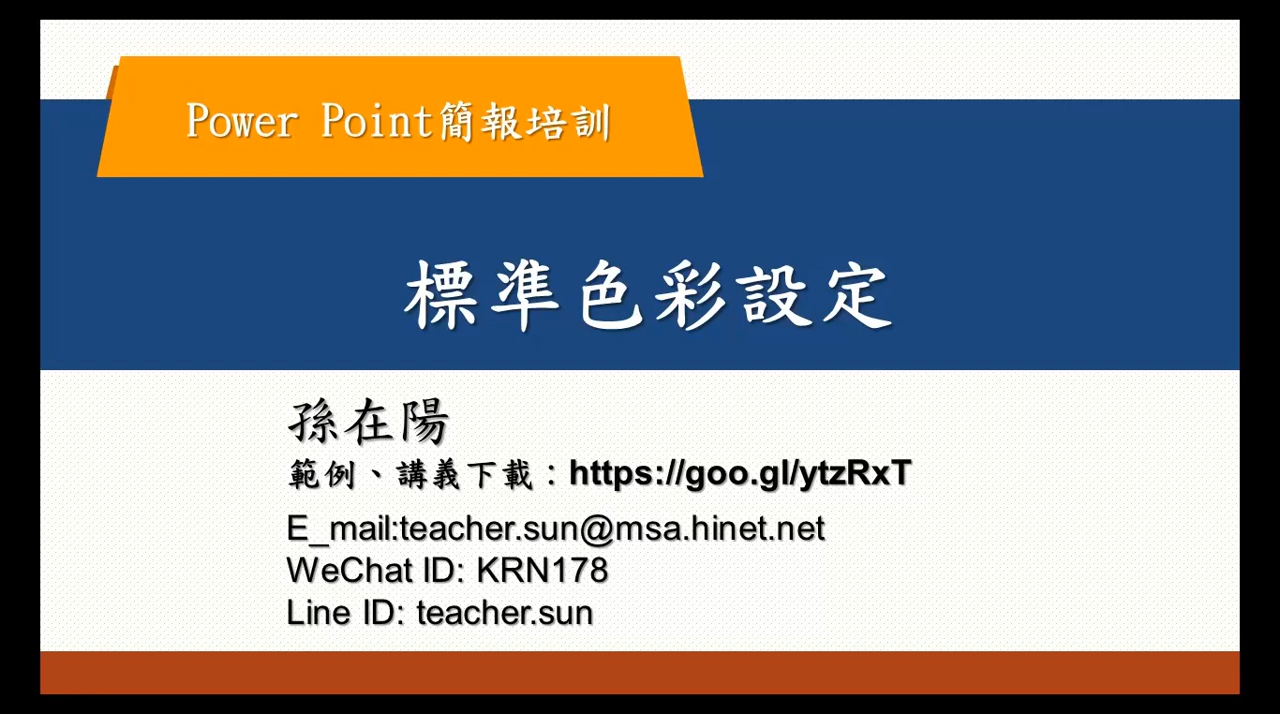 Power Point簡報培訓
標準色彩設定
孫在陽
範例、講義下載：https://goo.gl/ytzRxT
E_mail:teacher.sun@msa.hinet.net
WeChat ID: KRN178
Line ID: teacher.sun